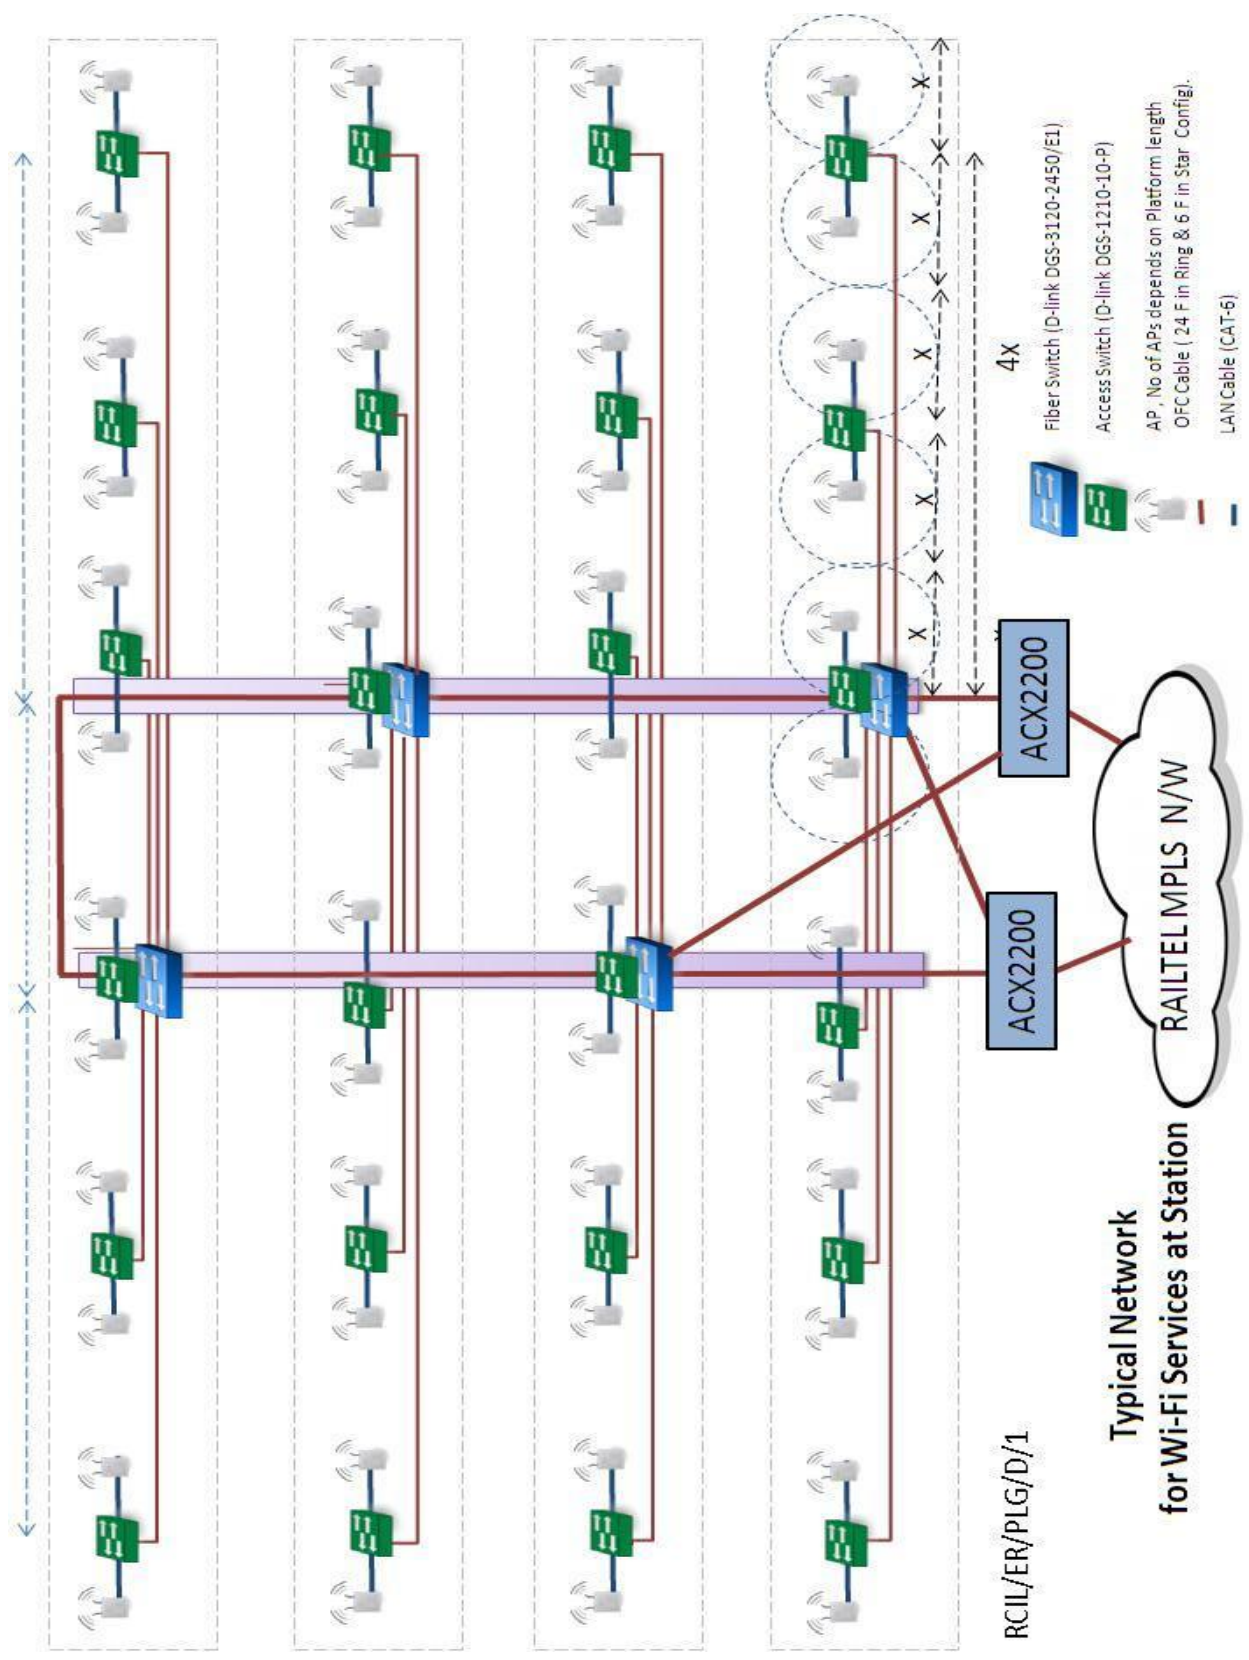 X
X
X
X
X
4x
Fiber Switch (D-link DGS-3120-2450/E1)
Access Switch (D-link DGS-1210-10-P)
AP, No of APs depends on Platform length
OFC Cable ( 24 F in Ring & 6 F in Star Config).
LAN Cable (CAT-6)
ACX2200
ACX2200
RAILTEL MPLS N/W
RCIL/ER/PLG/D/1
Typical Network
for Wi-Fi Services at Station